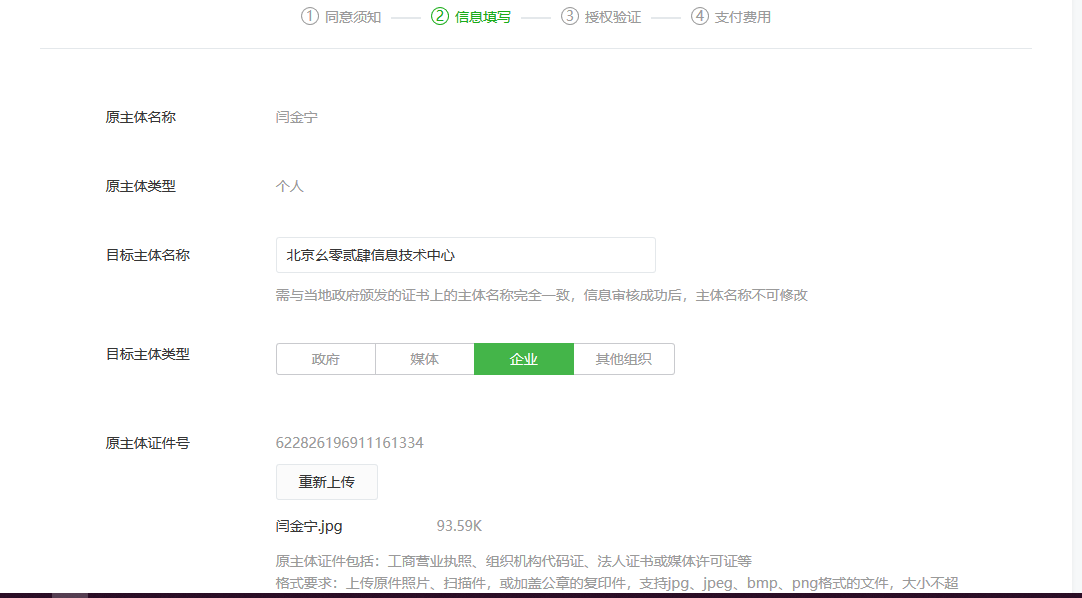 ① 同意须知 ② 信息填写 ③ 授权验证 ④ 支付费用
原主体名称 闫金宁
原主体类型 个人
目标主体名称 北京幺零贰肆信息技术中心
需与当地政府颁发的证书上的主体名称完全一致，信息审核成功后，主体名称不可修改
目标主体类型 政府 媒体 企业 其他组织
原主体证件号 622826196911161334
重新上传
闫金宁.jpg 93.59K
原主体证件包括：工商营业执照、组织机构代码证、法人证书或媒体许可证等
格式要求：上传原件照片、扫描件，或加盖公章的复印件，支持jpg、jpeg、bmp、png格式的文件，大小不超